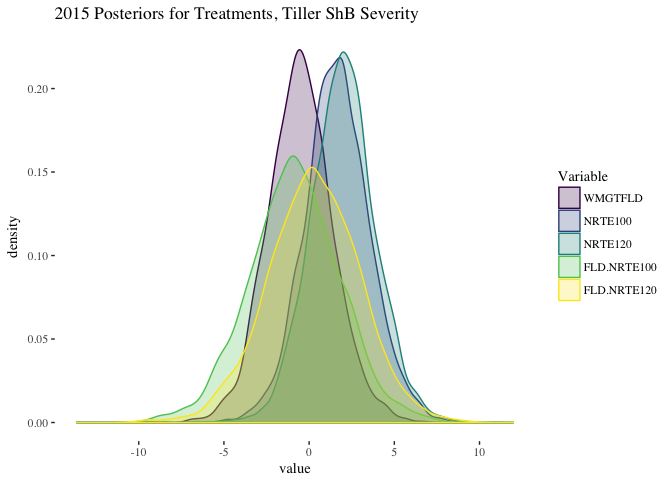 2015 Posteriors for Treatments, Tiller ShB Severity
density
0.20
0.15
0.10
0.05
0.00
-10
-5
0
5
10
value
Variable
WMGTFLD
NRTE100
NRTE120
FLD.NRTE100
FLD.NRTE120